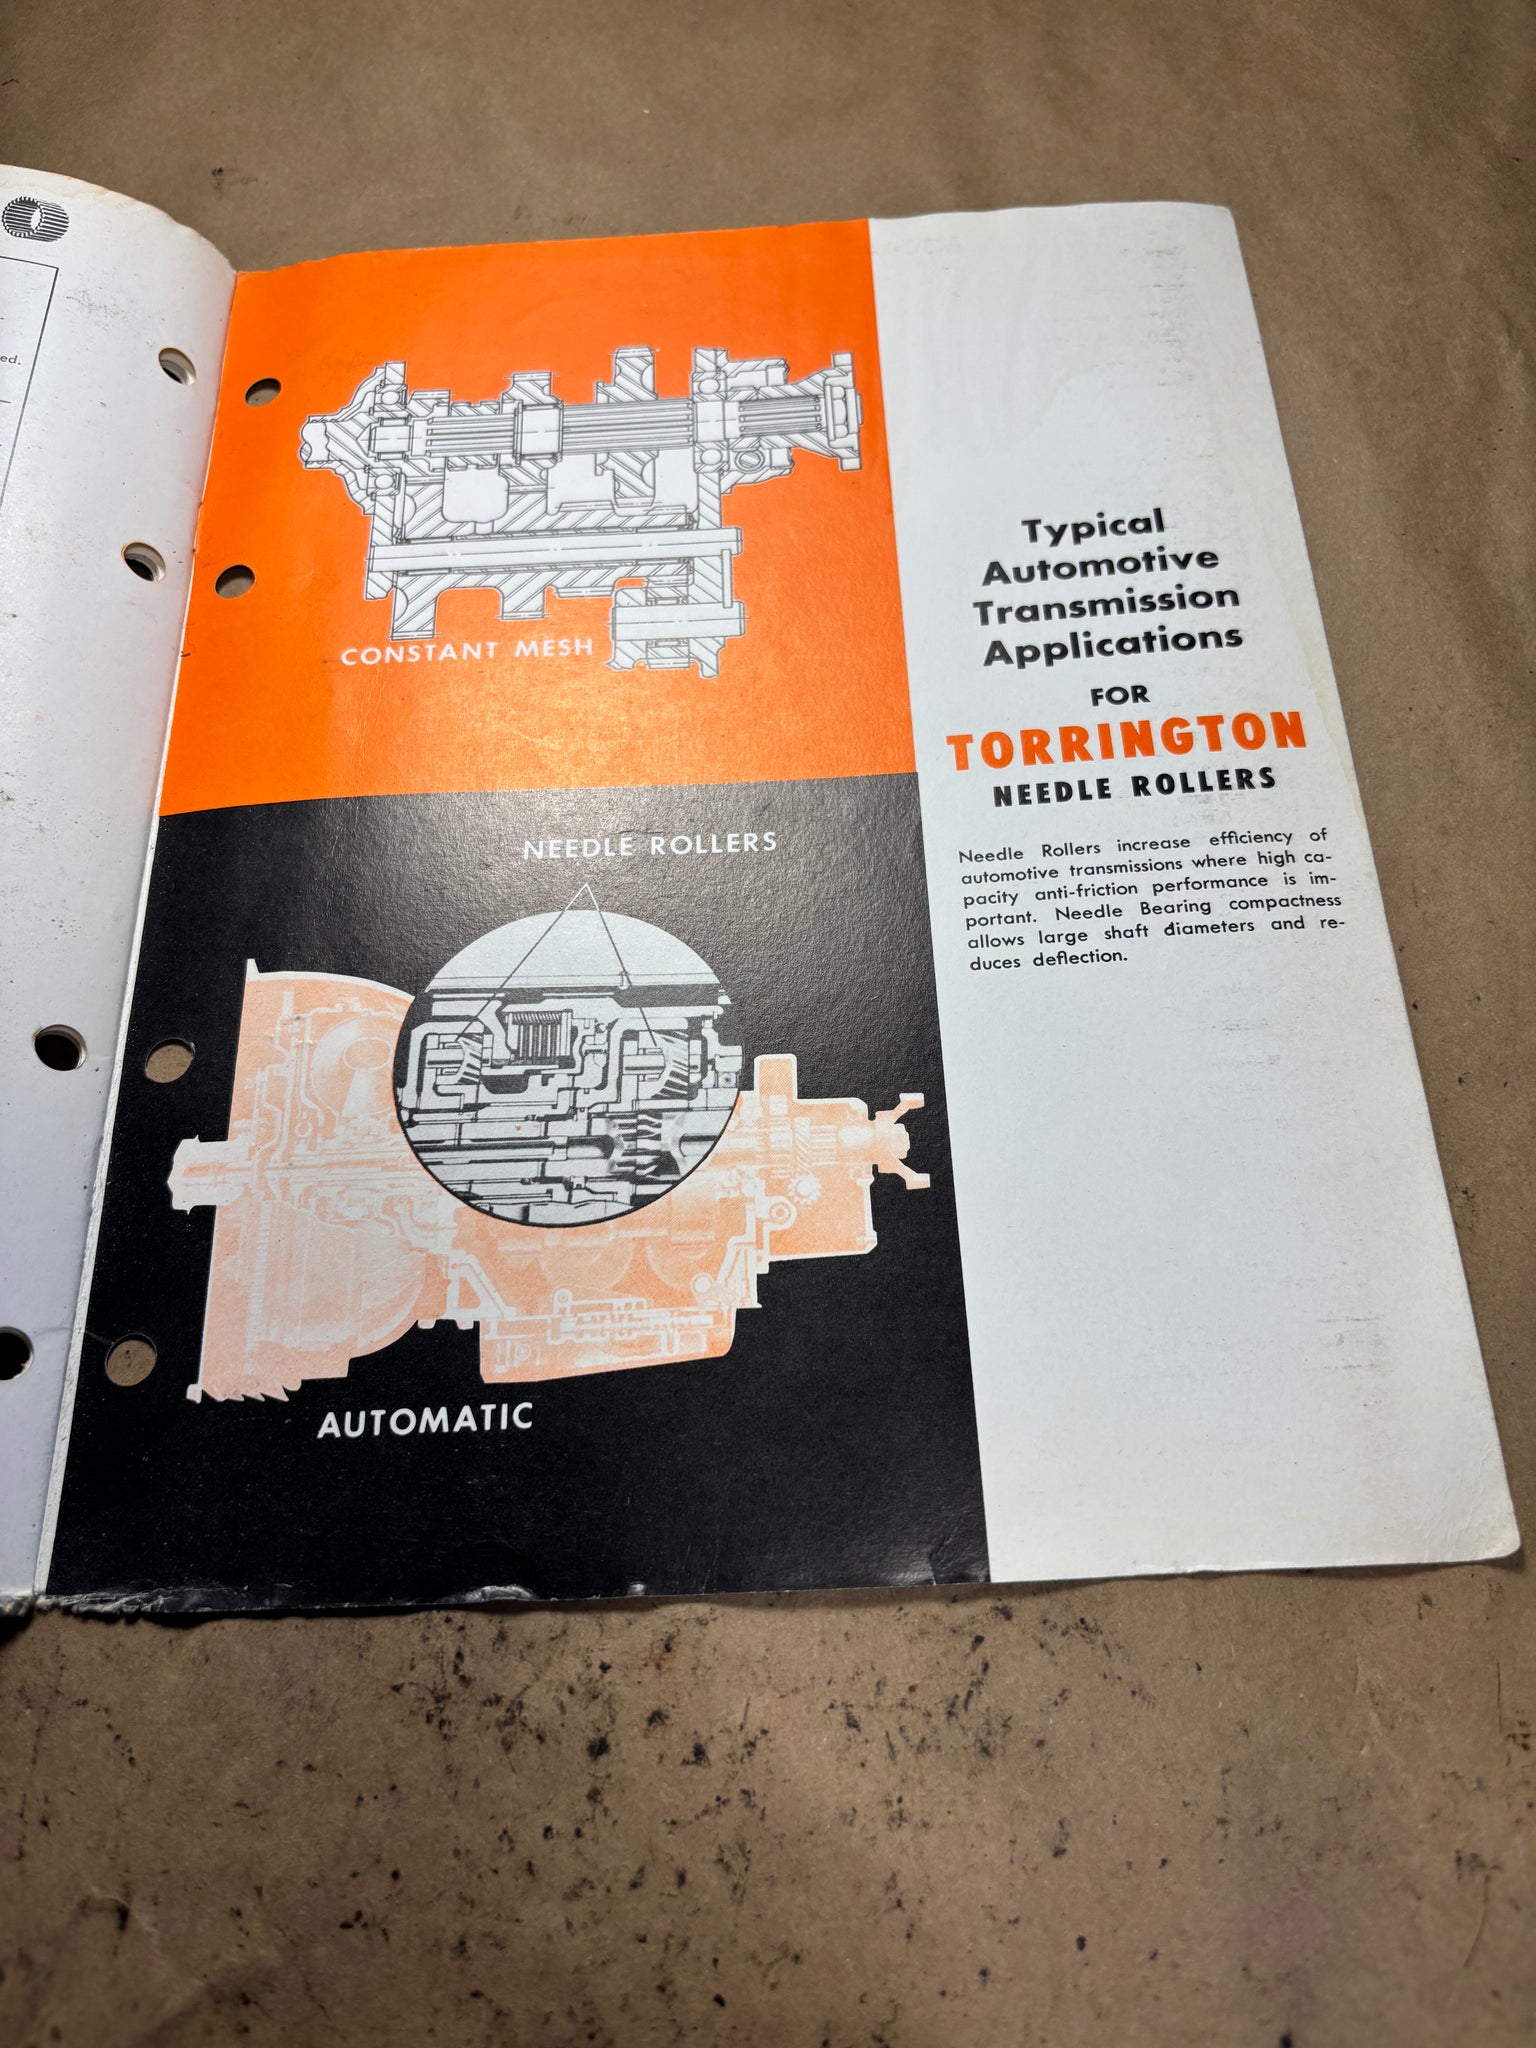 ed.
CONSTANT MESH
NEEDLE ROLLERS
AUTOMATIC
Typical
Automotive
Transmission
Applications
FOR
TORRINGTON
NEEDLE ROLLERS
Needle Rollers increase efficiency of
automotive transmissions where high ca-
pacity anti-friction performance is im-
portant. Needle Bearing compactness
allows large shaft diameters and re-
duces deflection.